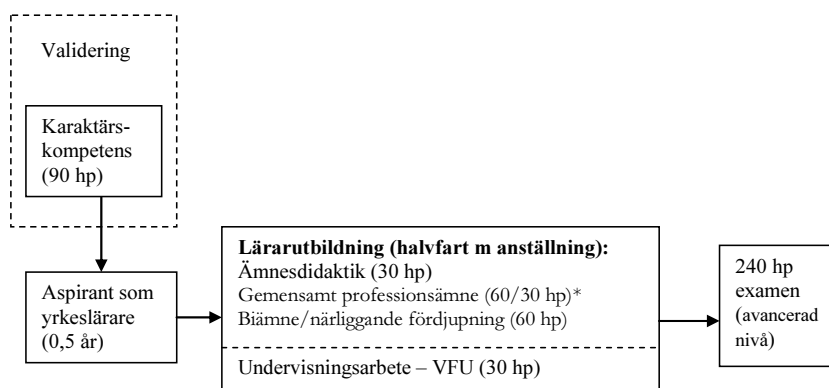 Validering
Karaktärs-
kompetens
(90 hp)
Aspirant som
yrkeslärare
(0,5 år)
Lärarutbildning (halvfart m anställning):
Ämnesdidaktik (30 hp)
Gemensamt professionsämne (60/30 hp)*
Biämne/närliggande fördjupning (60 hp)
Undervisningsarbete – VFU (30 hp)
240 hp
examen
(avancerad
nivå)